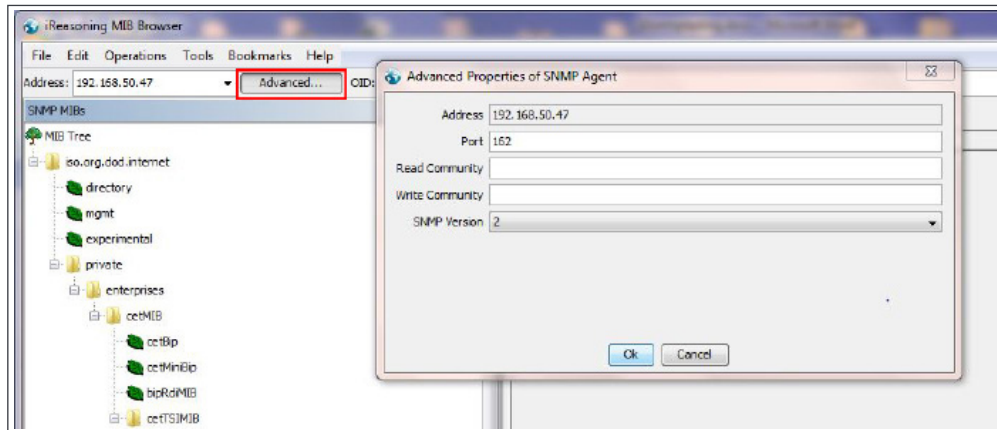 iReasoning MIB Browser
File Edit Operations Tools Bookmarks Help
Address: 192.168.50.47 Advanced... OID:
SNMP MIBs
MIB Tree
iso.org.dod.internet
directory
mgmt
experimental
private
enterprises
cetMIB
cetBip
cetMiniBip
bipRdiMIB
cetTSIMIB
Advanced Properties of SNMP Agent
Address 192.168.50.47
Port 162
Read Community
Write Community
SNMP Version 2
Ok Cancel